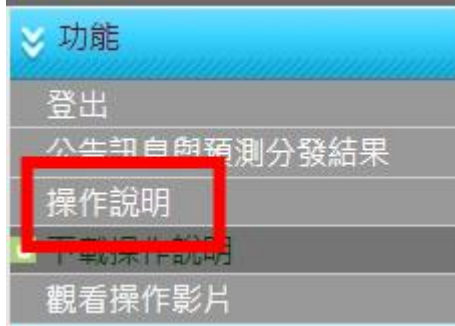 功能
登出
公告訊息與預測分發結果
操作說明
下載操作說明
觀看操作影片